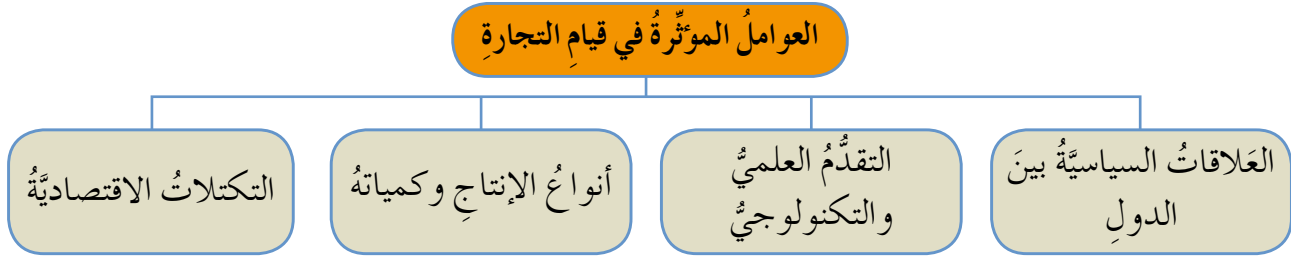 العواملُ المؤثِّرةُ في قيامِ التجارةِ
العَلاقاتُ السياسيَّةُ بينَ
الدولِ
التقدُّمُ العلميُّ
والتكنولوجيُّ
أنواعُ الإنتاجِ وكمياتهُ
التكتلاتُ الاقتصاديَّةُ